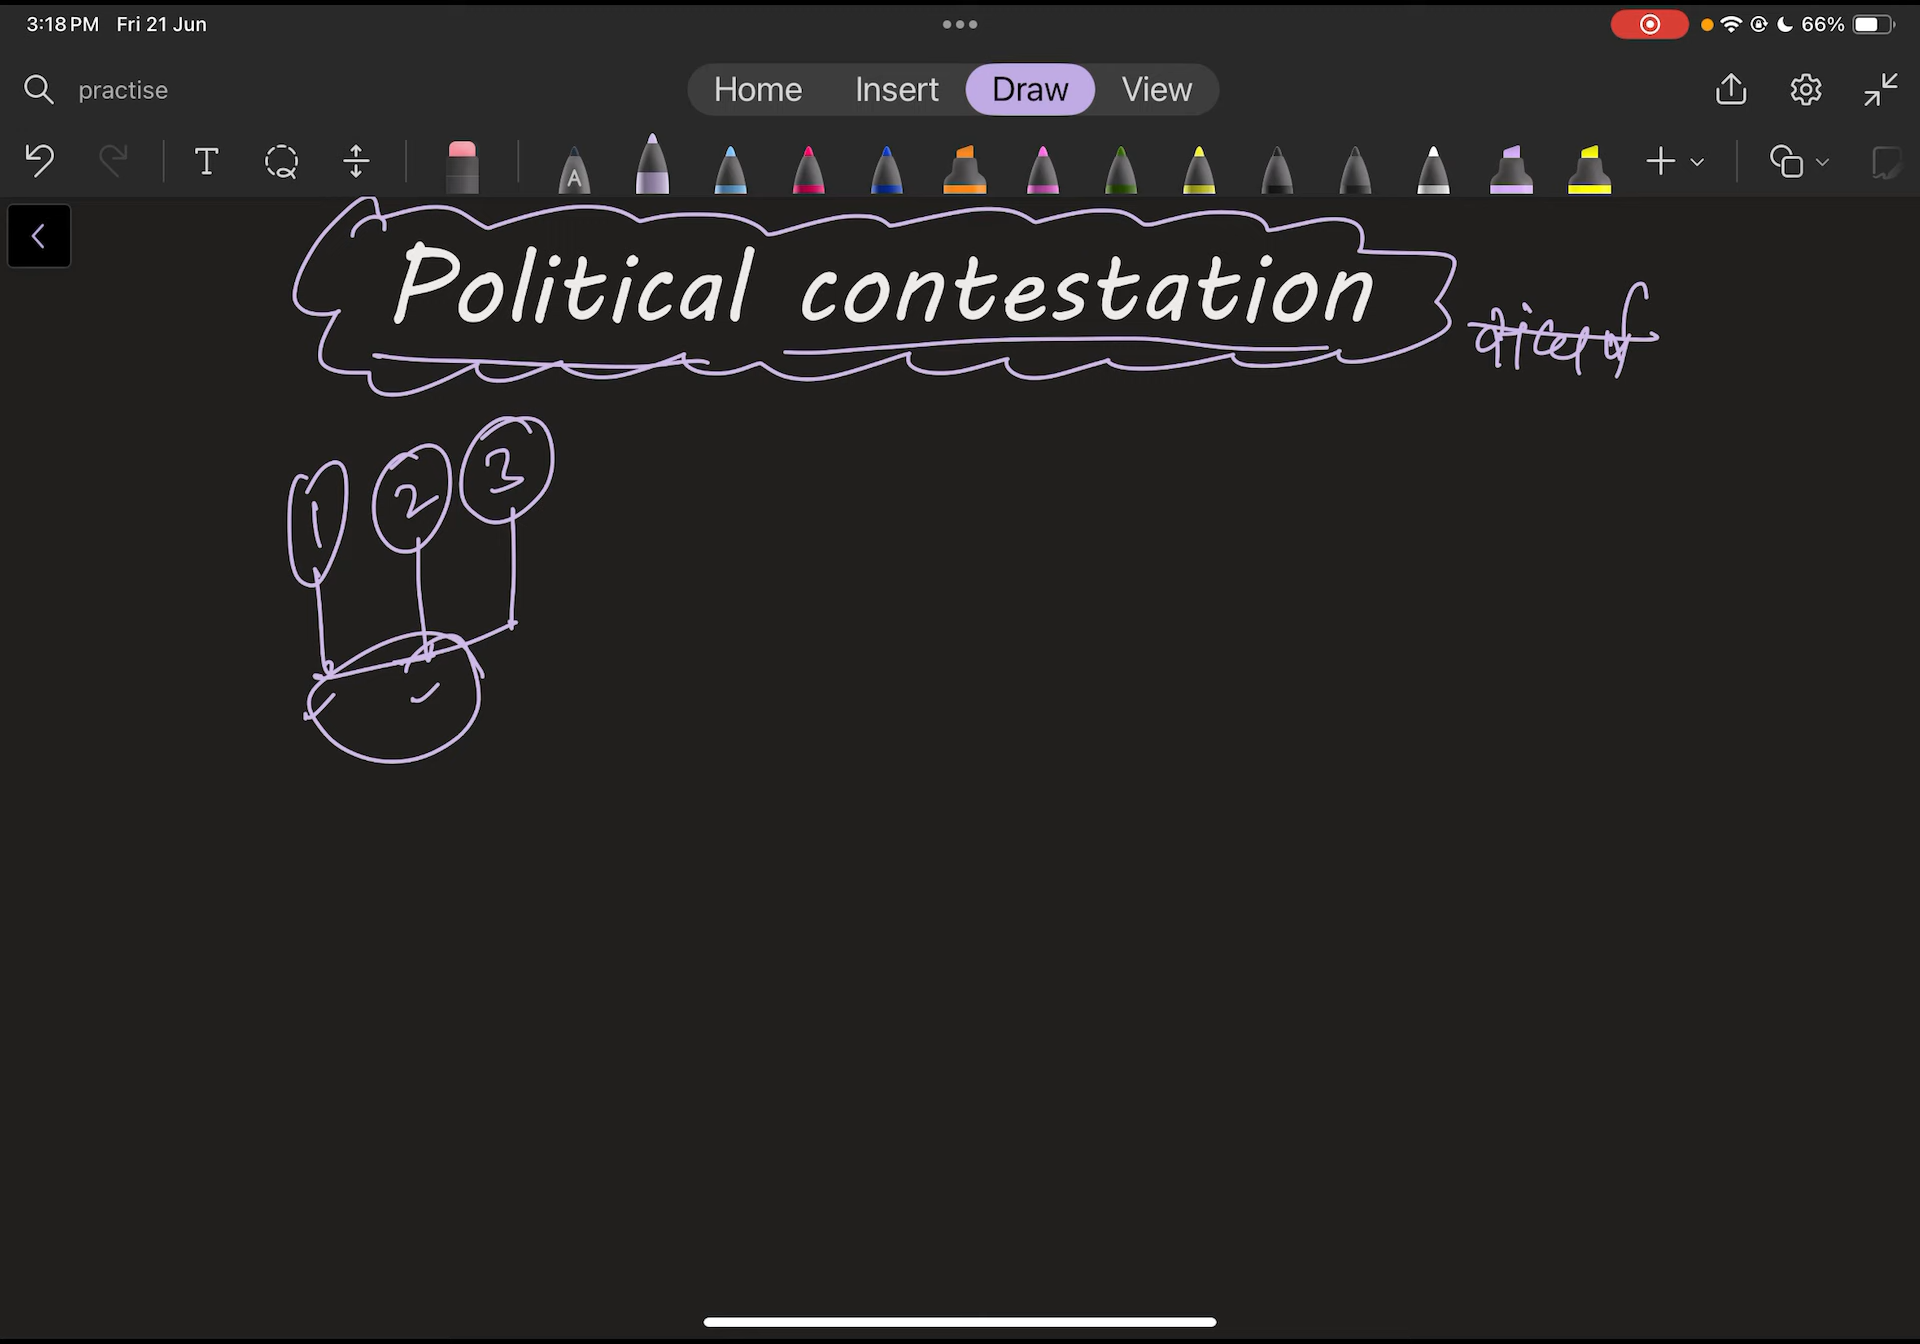 3:18 PM Fri 21 Jun
66%
practise
Home Insert Draw View
T
A
Political contestation
1 2 3